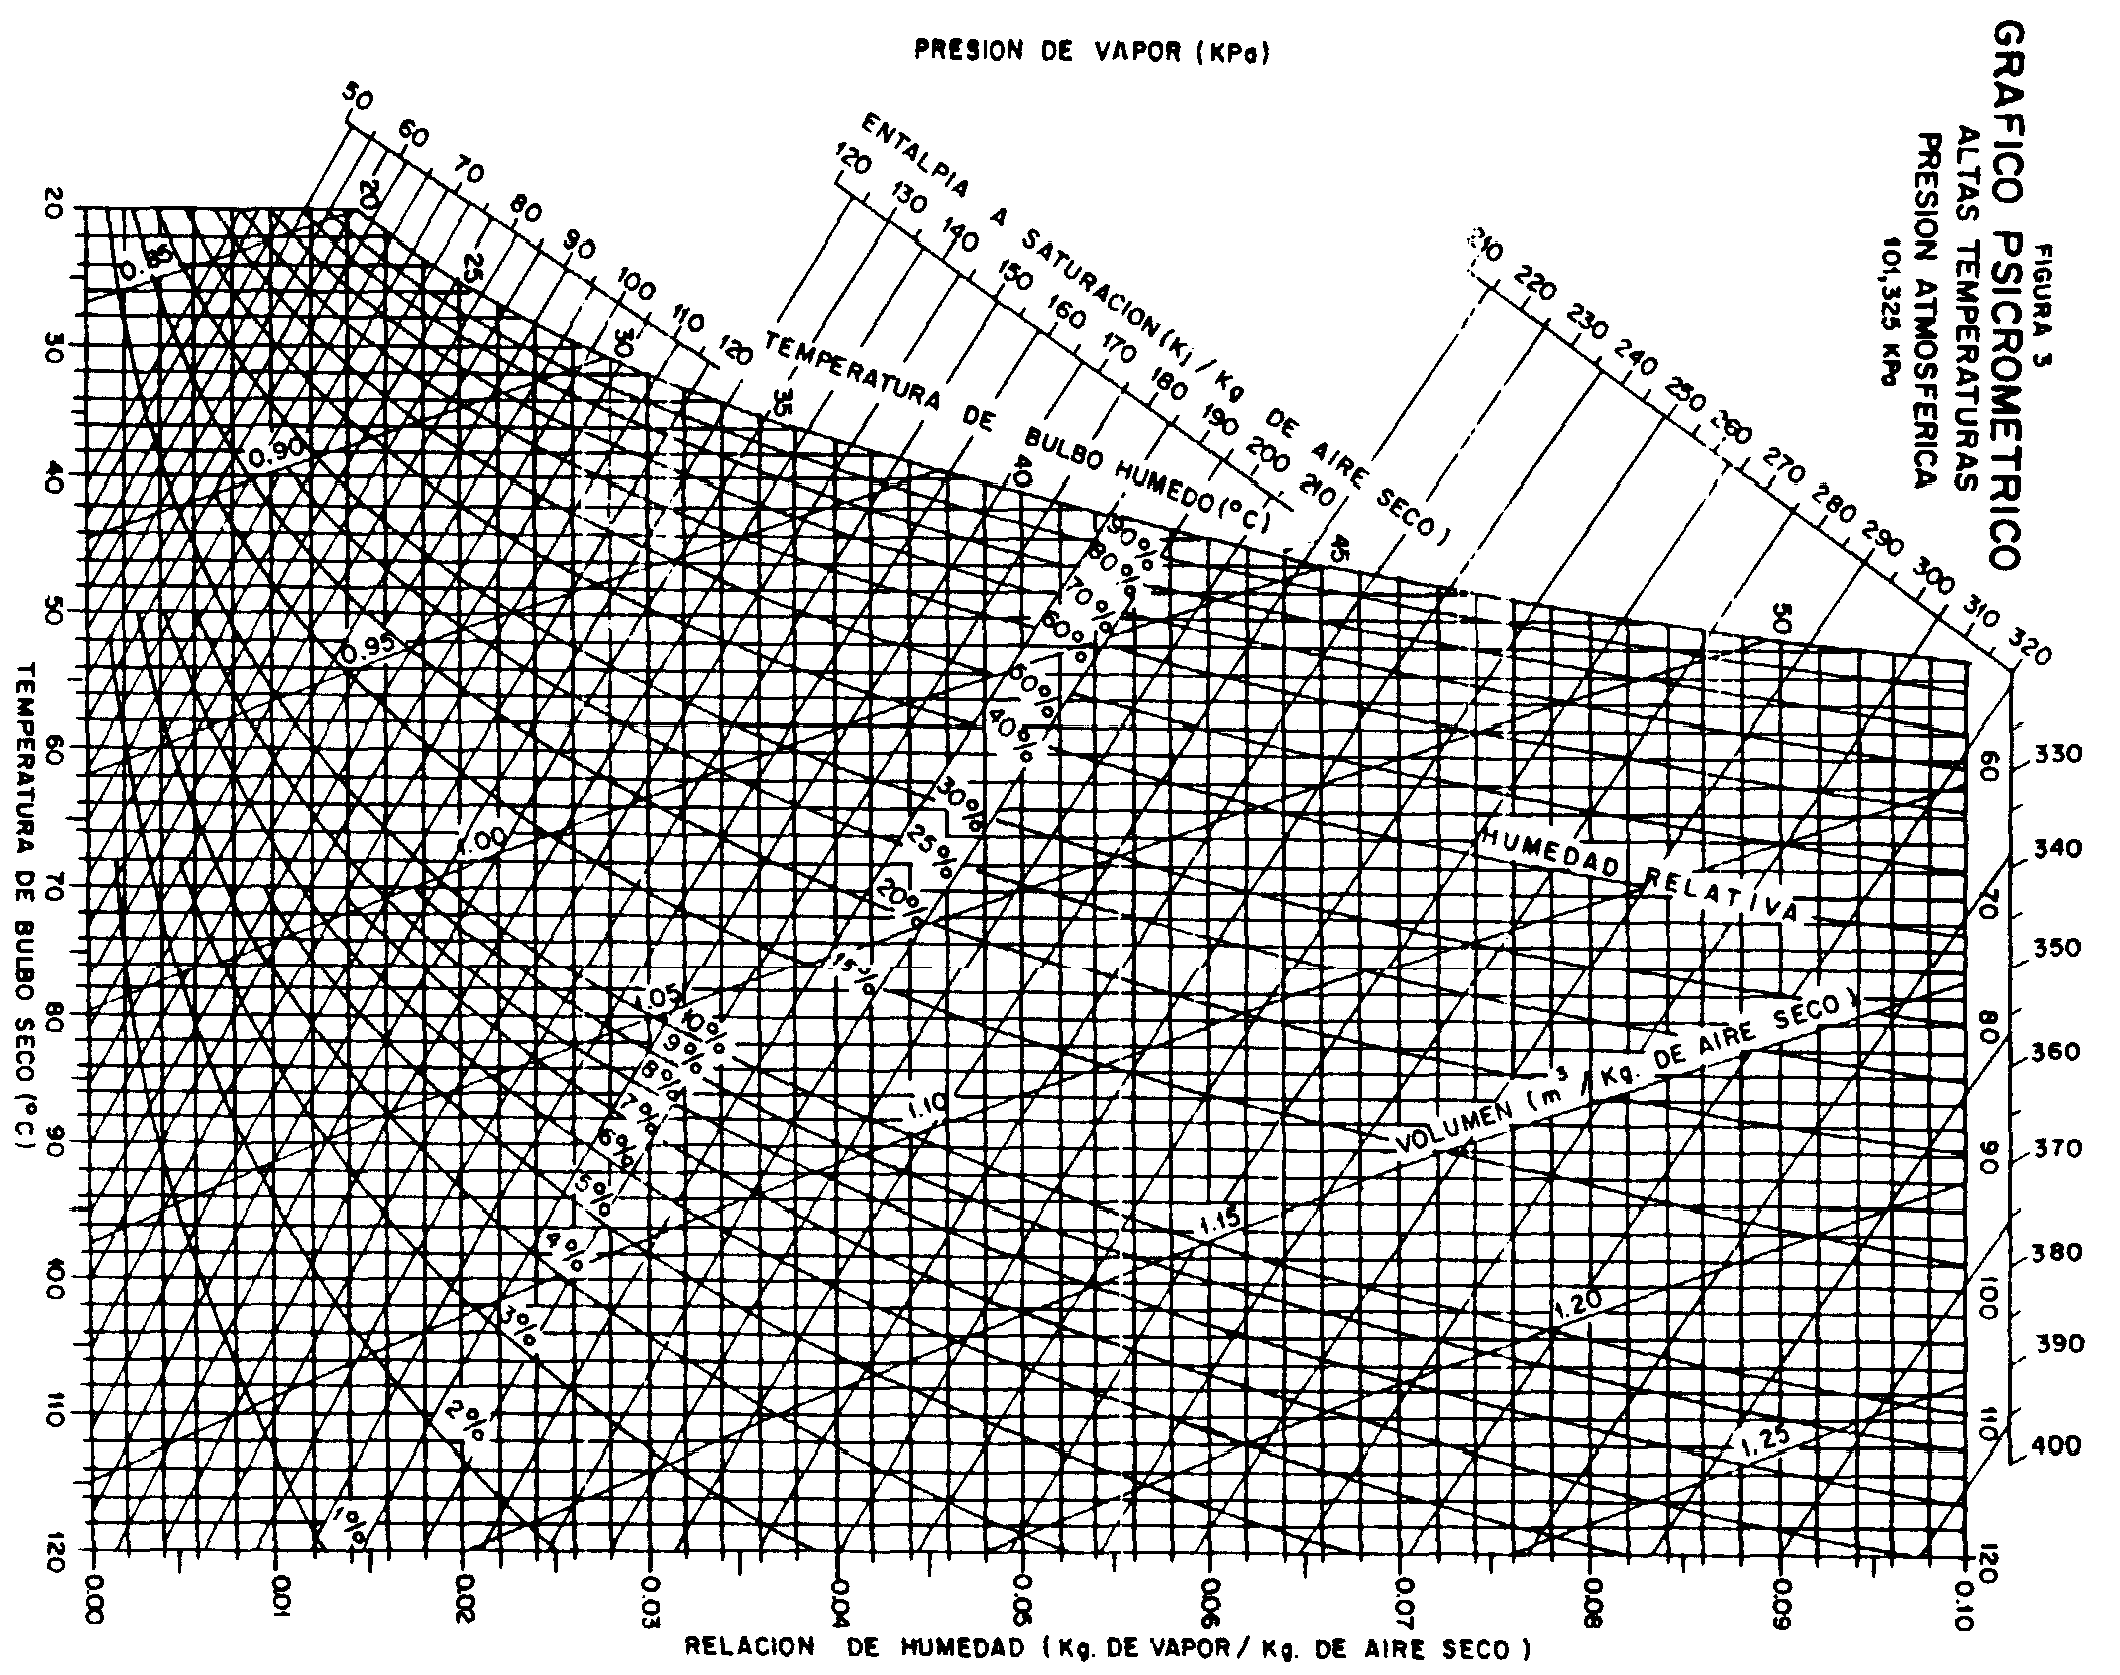 FIGURA 3
GRAFICO PSICROMETRICO
ALTAS TEMPERATURAS
PRESION ATMOSFERICA
101,325 KPa
PRESION DE VAPOR (KPa)
ENTALPIA A SATURACION (Kj / Kg DE AIRE SECO)
50 60 70 80 90 100 110 120
120 130 140 150 160 170 180 190 200 210
210 220 230 240 250 260 270 280 290 300 310 320
330 340 350 360 370 380 390 400
TEMPERATURA DE BULBO HUMEDO (°C)
20 25 30 35 40 45 50
90%
80%
70%
60%
60%
40%
30%
25%
20%
15%
10%
9%
8%
7%
6%
5%
4%
3%
2%
1%
HUMEDAD RELATIVA
0.90
0.95
.00
1.05
1.10
1.15
1.20
1.25
VOLUMEN (m³ / Kg. DE AIRE SECO)
20 30 40 50 60 70 80 90 100 110 120
TEMPERATURA DE BULBO SECO (°C)
60 70 80 90 100 110 120
0.00 0.01 0.02 0.03 0.04 0.05 0.06 0.07 0.08 0.09 0.10
RELACION DE HUMEDAD (Kg. DE VAPOR / Kg. DE AIRE SECO)